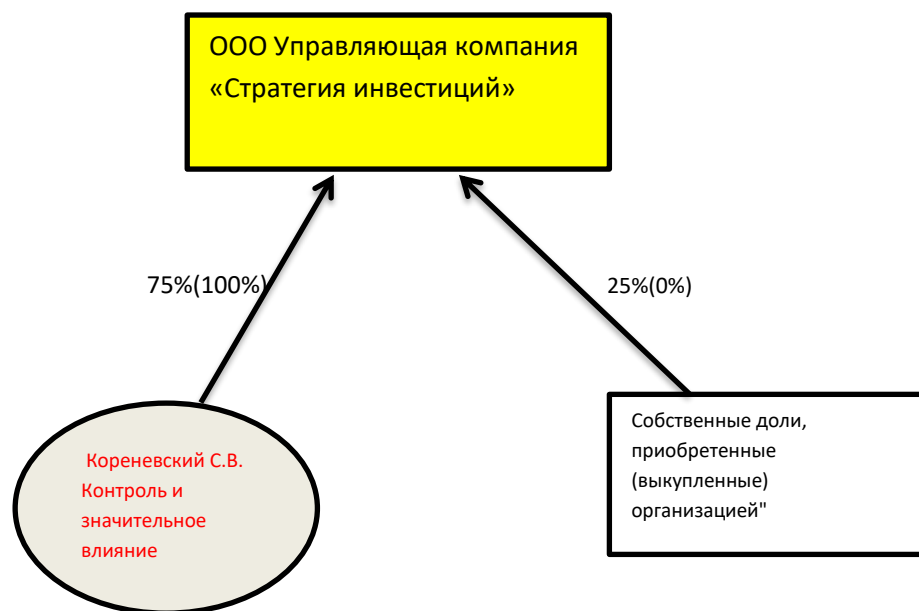 ООО Управляющая компания
«Стратегия инвестиций»
75%(100%)
25%(0%)
Кореневский С.В.
Контроль и
значительное
влияние
Собственные доли,
приобретенные
(выкупленные)
организацией"